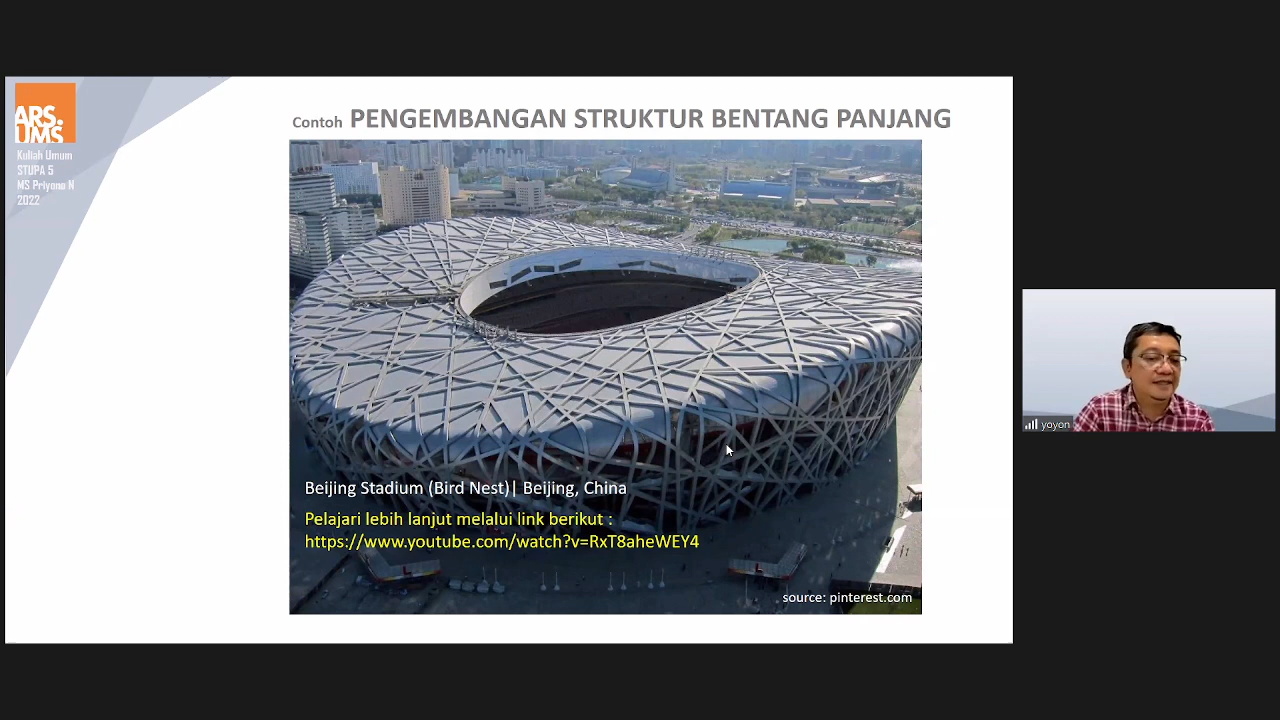 ARS.
UMS
Kuliah Umum
STUPA 5
MS Priyono N
2022
Contoh PENGEMBANGAN STRUKTUR BENTANG PANJANG
Beijing Stadium (Bird Nest)| Beijing, China
Pelajari lebih lanjut melalui link berikut :
https://www.youtube.com/watch?v=RxT8aheWEY4
source: pinterest.com
yoyon